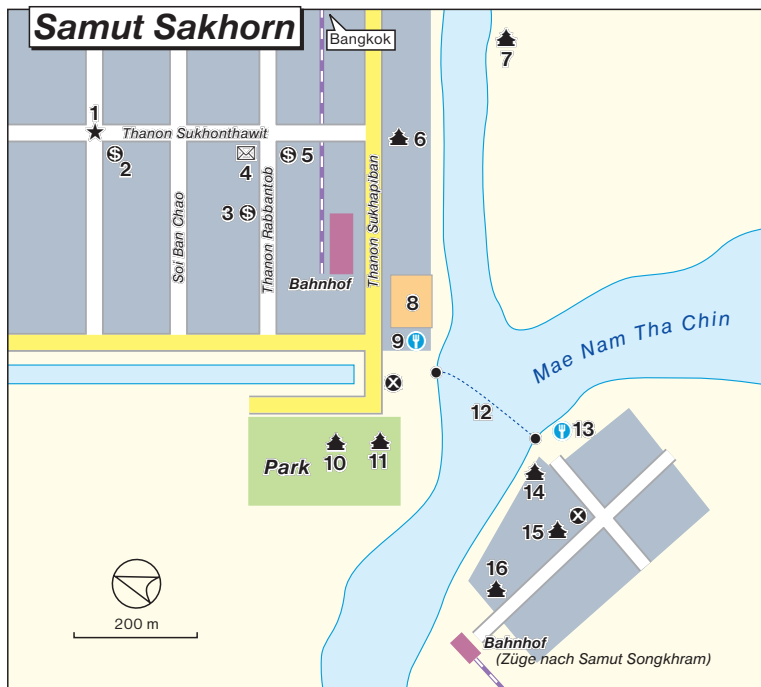 Samut Sakhorn
Bangkok
7
1
Thanon Sukhonthawit
6
2
4
5
3
Soi Ban Chao
Thanon Rabbantob
Thanon Sukhapiban
Bahnhof
8
9
Mae Nam Tha Chin
12
13
Park
10
11
14
15
16
200 m
Bahnhof
(Züge nach Samut Songkhram)